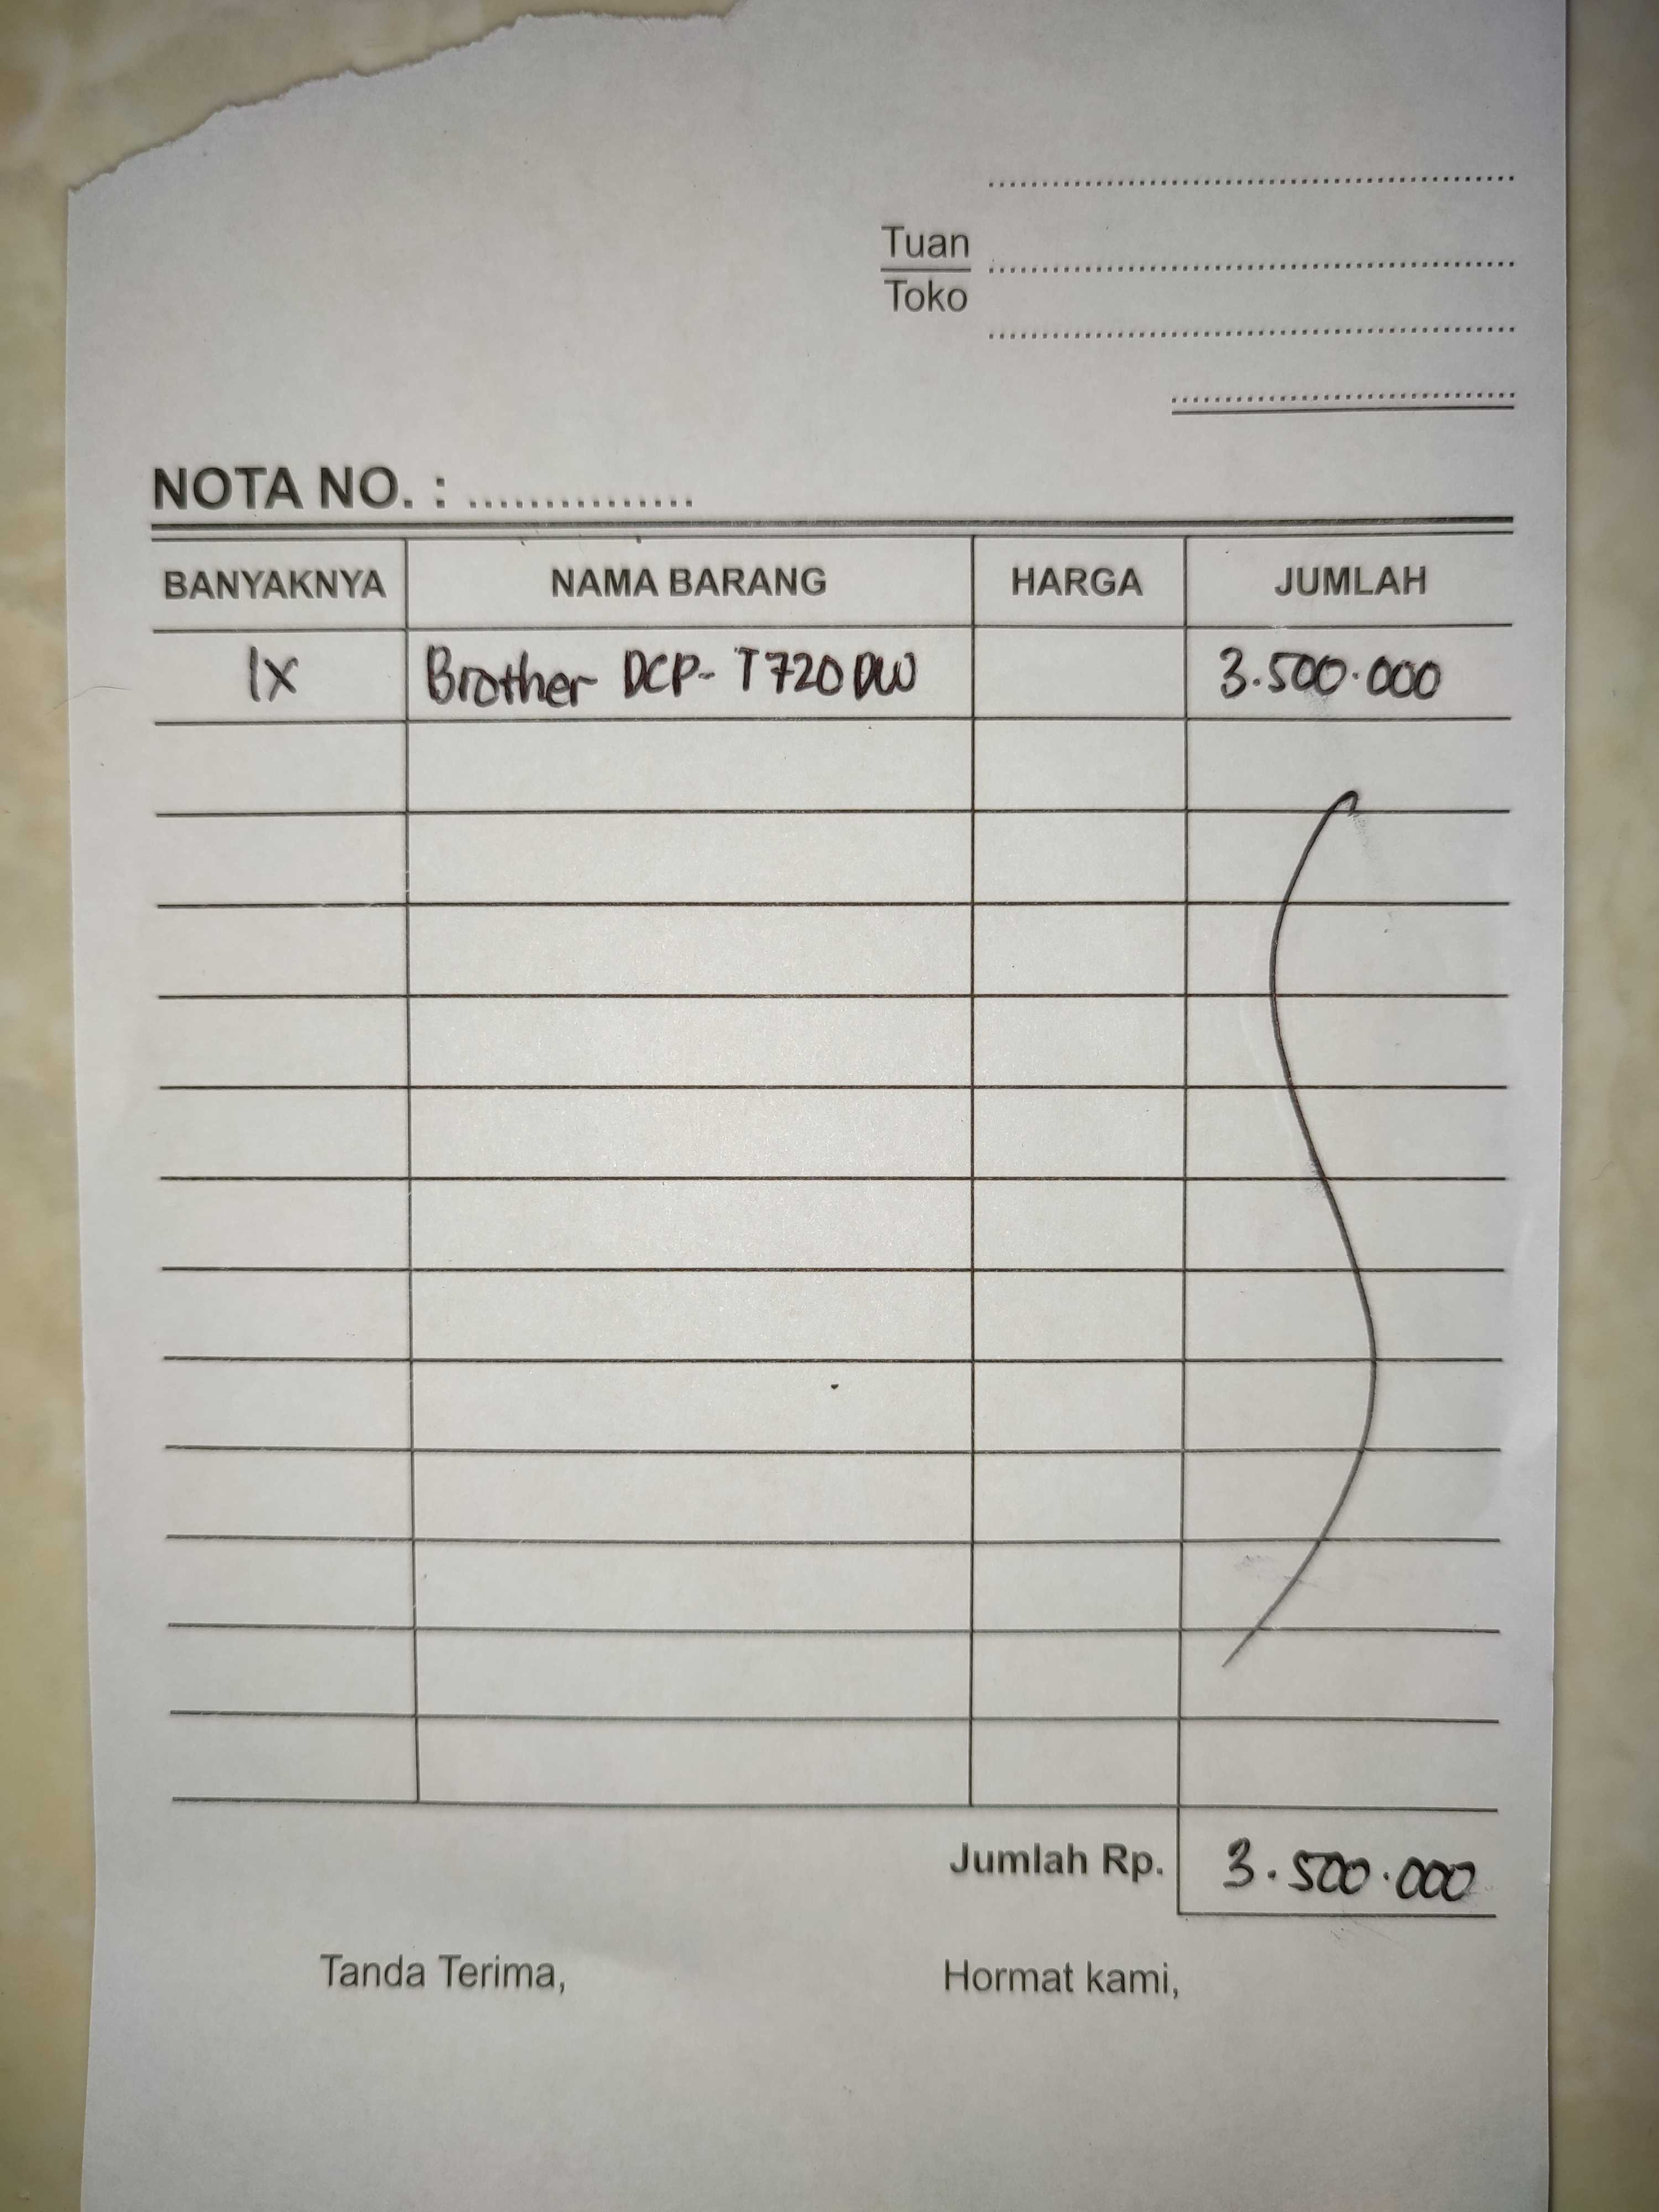 Tuan
Toko
NOTA NO. : ...............
BANYAKNYA NAMA BARANG HARGA JUMLAH
1x Brother DCP- T720DW 3.500.000
Jumlah Rp. 3.500.000
Tanda Terima, Hormat kami,